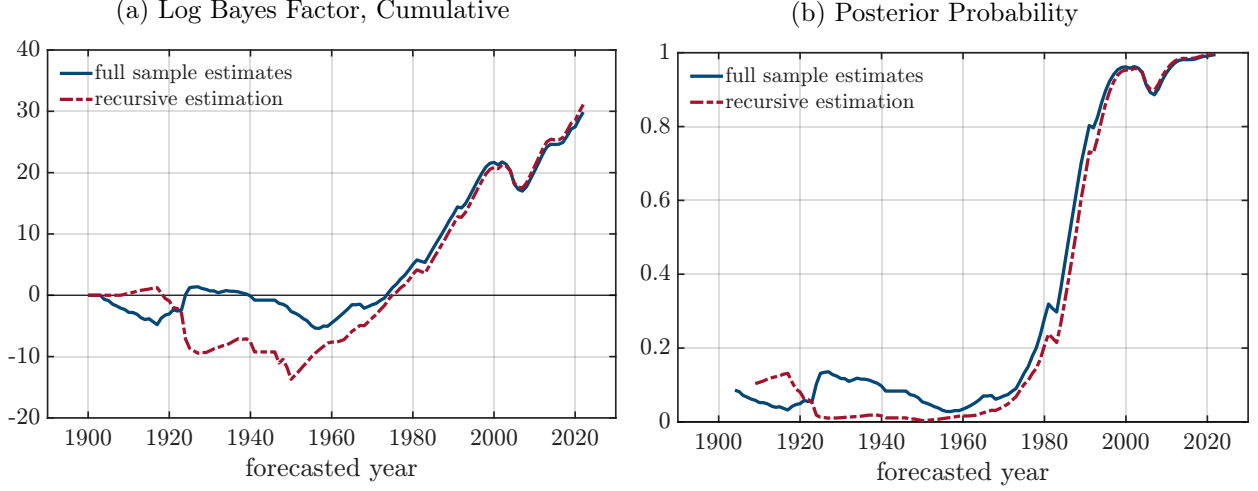 (a) Log Bayes Factor, Cumulative
40
30
20
10
0
-10
-20
full sample estimates
recursive estimation
1900 1920 1940 1960 1980 2000 2020
forecasted year
(b) Posterior Probability
1
0.8
0.6
0.4
0.2
0
full sample estimates
recursive estimation
1900 1920 1940 1960 1980 2000 2020
forecasted year